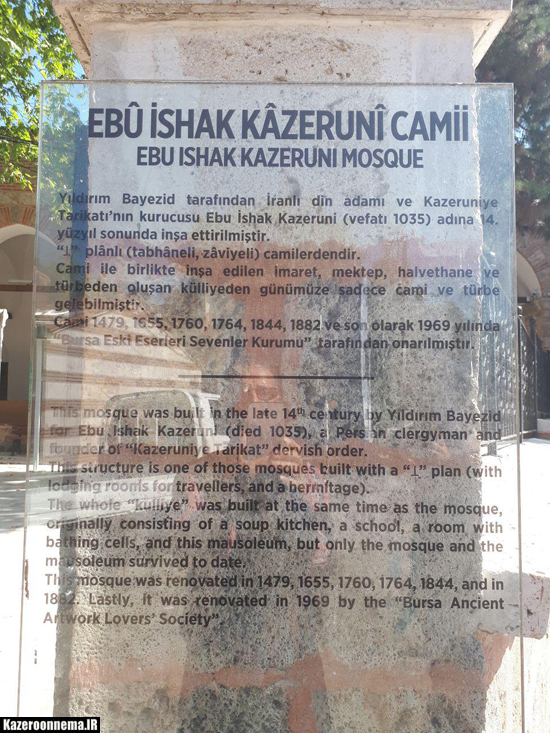 EBÛ İSHAK KÂZERUNÎ CAMİİ
EBU ISHAK KAZERUNI MOSQUE
Yıldırım Bayezid tarafından İranlı din adamı ve Kazeruniye
Tarikatı'nın kurucusu Ebu İshak Kazeruni (vefatı 1035) adına 14.
yüzyıl sonunda inşa ettirilmiştir.
“⊥” plânlı (tabhâneli, zâviyeli) camilerdendir.
Cami ile birlikte inşa edilen imaret, mektep, halvethane ve
türbeden oluşan külliyeden günümüze sadece cami ve türbe
gelebilmiştir.
Cami 1479, 1655, 1760, 1764, 1844, 1882 ve son olarak 1969 yılında
“Bursa Eski Eserleri Sevenler Kurumu” tarafından onarılmıştır.
This mosque was built in the late 14th century by Yıldırım Bayezid
for Ebu Ishak Kazeruni (died 1035), a Persian clergyman and
founder of “Kazeruniye Tarikat” dervish order.
This structure is one of those mosques built with a “⊥” plan (with
lodging rooms for travellers, and a hermitage).
The whole “külliye” was built at the same time as the mosque,
originally consisting of a soup kitchen, a school, a room with
bathing cells, and this mausoleum, but only the mosque and the
mausoleum survived to date.
This mosque was renovated in 1479, 1655, 1760, 1764, 1844, and in
1882. Lastly, it was renovated in 1969 by the “Bursa Ancient
Artwork Lovers' Society”
Kazeroonnema.IR